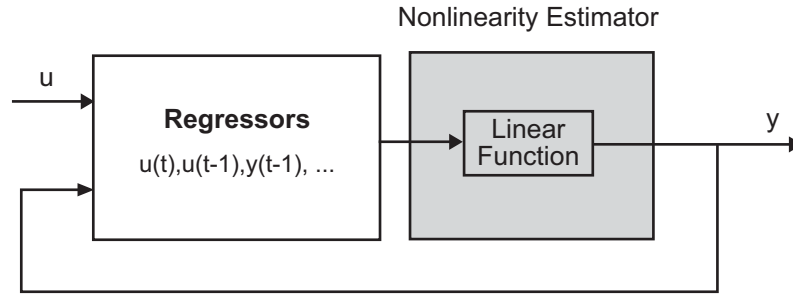 Nonlinearity Estimator
u
Regressors
u(t),u(t-1),y(t-1), ...
Linear
Function
y